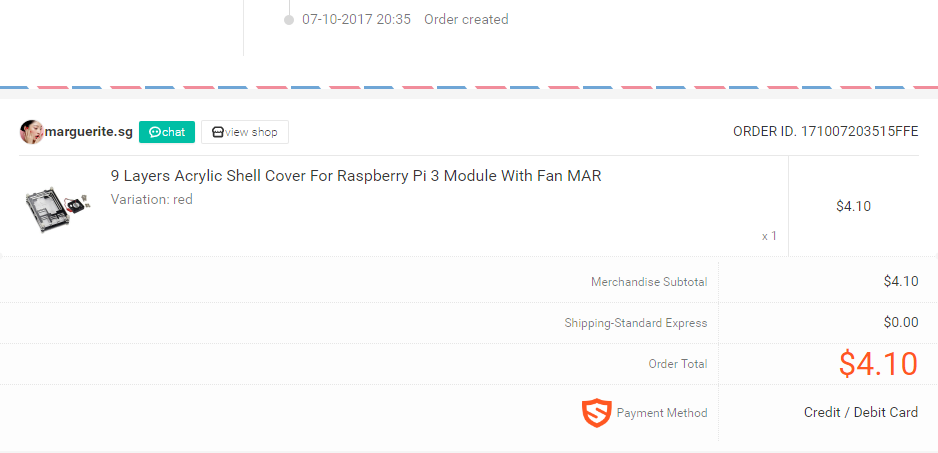 07-10-2017 20:35 Order created
marguerite.sg chat view shop ORDER ID. 171007203515FFE
9 Layers Acrylic Shell Cover For Raspberry Pi 3 Module With Fan MAR
Variation: red
$4.10
x 1
Merchandise Subtotal $4.10
Shipping-Standard Express $0.00
Order Total $4.10
Payment Method Credit / Debit Card